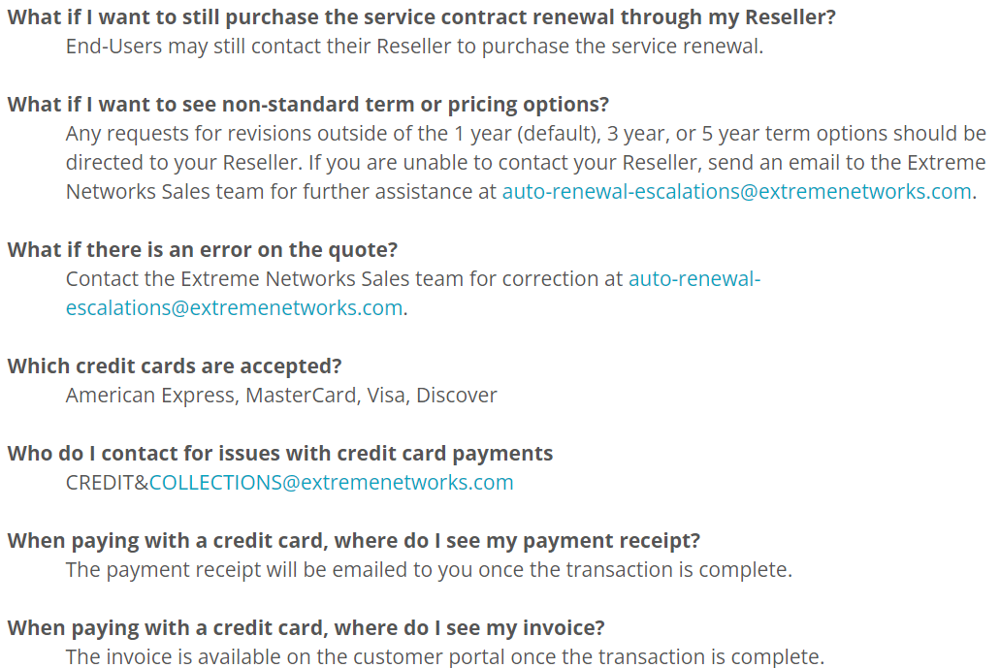 What if I want to still purchase the service contract renewal through my Reseller?
End-Users may still contact their Reseller to purchase the service renewal.
What if I want to see non-standard term or pricing options?
Any requests for revisions outside of the 1 year (default), 3 year, or 5 year term options should be
directed to your Reseller. If you are unable to contact your Reseller, send an email to the Extreme
Networks Sales team for further assistance at auto-renewal-escalations@extremenetworks.com.
What if there is an error on the quote?
Contact the Extreme Networks Sales team for correction at auto-renewal-
escalations@extremenetworks.com.
Which credit cards are accepted?
American Express, MasterCard, Visa, Discover
Who do I contact for issues with credit card payments
CREDIT&COLLECTIONS@extremenetworks.com
When paying with a credit card, where do I see my payment receipt?
The payment receipt will be emailed to you once the transaction is complete.
When paying with a credit card, where do I see my invoice?
The invoice is available on the customer portal once the transaction is complete.